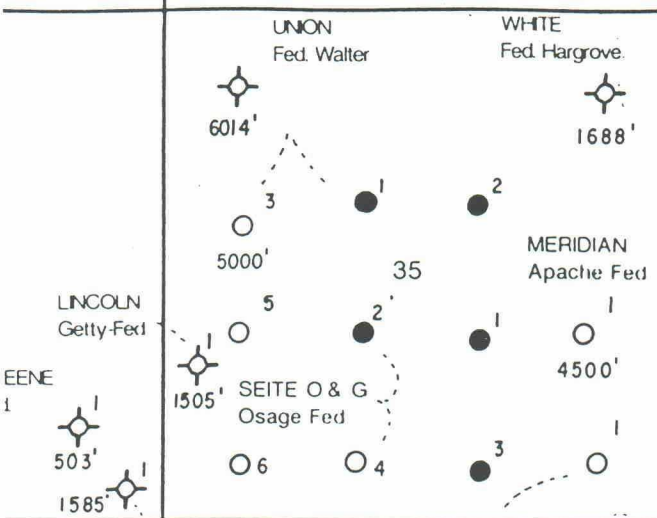 UNION
Fed. Walter
WHITE
Fed. Hargrove.
6014'
1688'
1
2
3
5000'
35
MERIDIAN
Apache Fed
LINCOLN
Getty-Fed
5
2
1
1
4500'
1
1505'
SEITE O & G
Osage Fed
EENE
1
1
503'
1
1585'
6
4
3
1